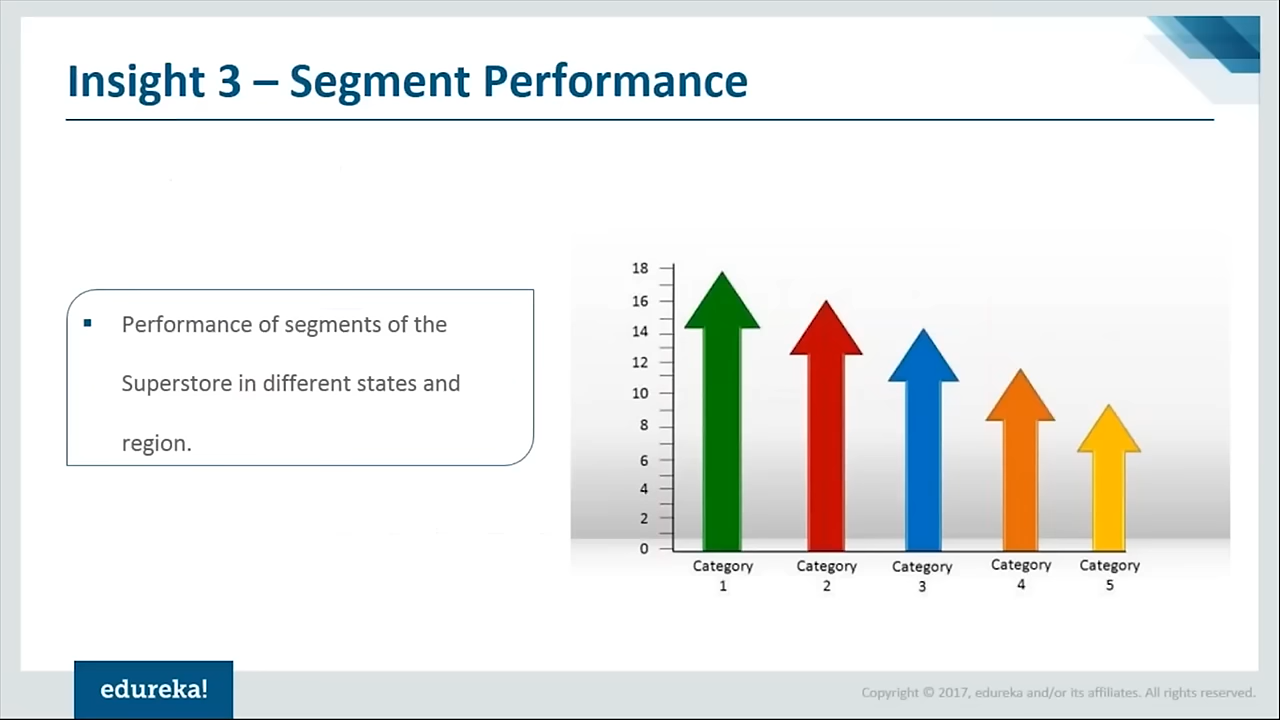 Insight 3 – Segment Performance
▪ Performance of segments of the
Superstore in different states and
region.
18
16
14
12
10
8
6
4
2
0
Category 1
Category 2
Category 3
Category 4
Category 5
edureka!
Copyright © 2017, edureka and/or its affiliates. All rights reserved.